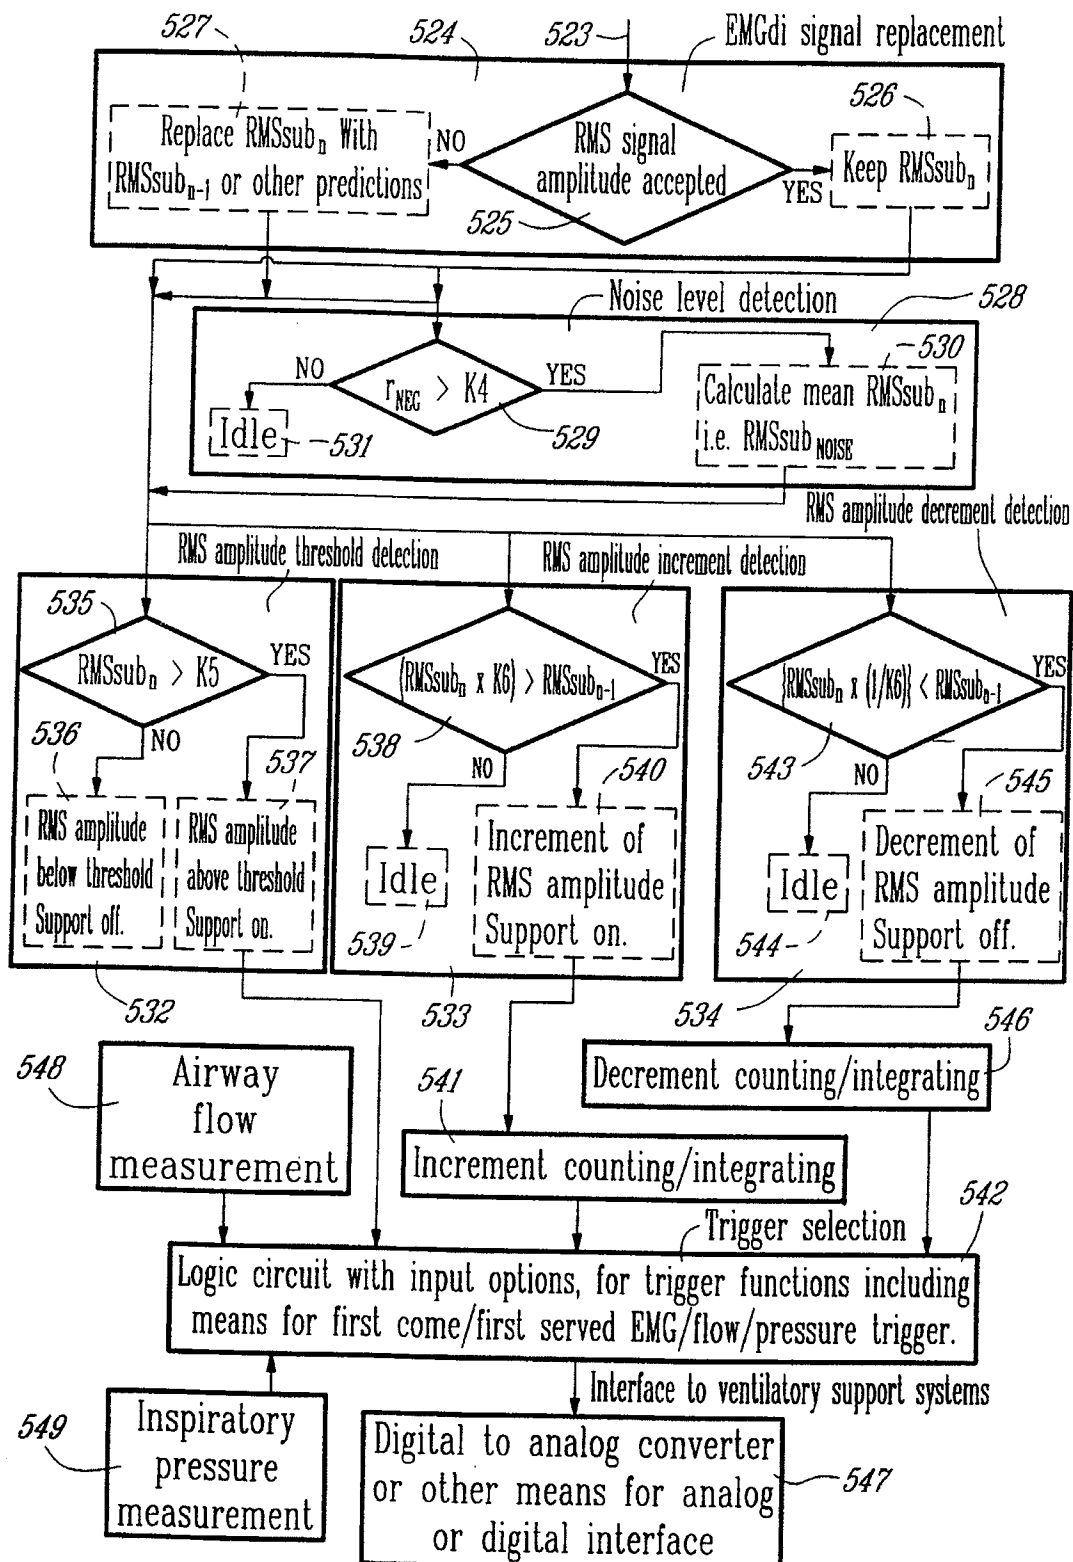 527
524
523
EMGdi signal replacement
526
Replace RMSsubₙ With
RMSsubₙ₋₁ or other predictions
NO
RMS signal
amplitude accepted
525
YES
Keep RMSsubₙ
Noise level detection
528
NO
r_NEG > K4
YES
529
530
Calculate mean RMSsubₙ
i.e. RMSsub_NOISE
Idle
531
RMS amplitude decrement detection
RMS amplitude threshold detection
RMS amplitude increment detection
535
RMSsubₙ > K5
YES
NO
536
537
RMS amplitude
below threshold
Support off.
RMS amplitude
above threshold
Support on.
532
(RMSsubₙ x K6) > RMSsubₙ₋₁
YES
538
NO
540
Idle
539
Increment of
RMS amplitude
Support on.
533
{RMSsubₙ x (1/K6)} < RMSsubₙ₋₁
YES
543
NO
545
Idle
544
Decrement of
RMS amplitude
Support off.
534
546
Decrement counting/integrating
548
Airway
flow
measurement
541
Increment counting/integrating
542
Trigger selection
Logic circuit with input options, for trigger functions including
means for first come/first served EMG/flow/pressure trigger.
Interface to ventilatory support systems
549
Inspiratory
pressure
measurement
Digital to analog converter
or other means for analog
or digital interface
547